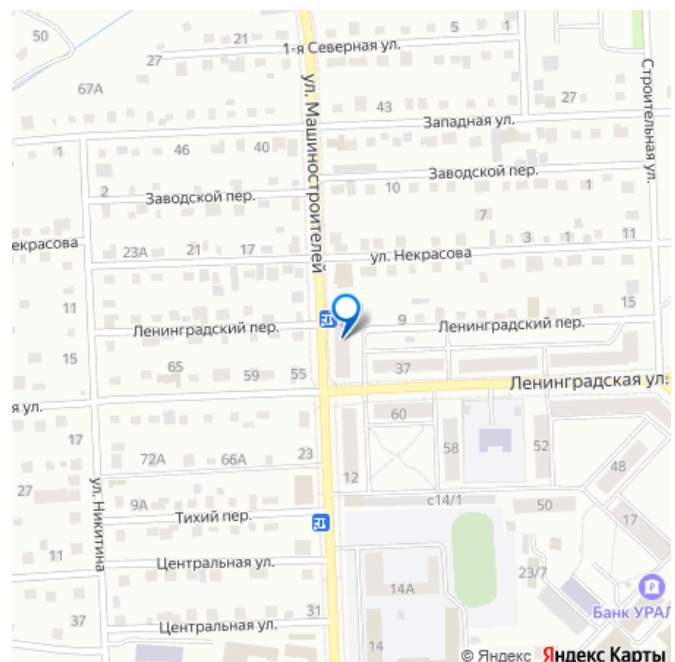 50
21
5
1
1-я Северная ул.
27
67А
ул. Машиностроителей
43
27
Западная ул.
Строительная ул.
1
46
40
2
Заводской пер.
Заводской пер.
10
1
7
екрасова
23А
21
17
3
1
11
ул. Некрасова
11
15
Ленинградский пер.
9
Ленинградский пер.
15
65
59
55
37
Ленинградская ул.
я ул.
60
17
72А
66А
23
58
52
48
12
27
ул. Никитина
9А
Тихий пер.
с14/1
50
17
11
Центральная ул.
14А
23/7
37
31
Центральная ул.
14
Банк УРАЛ
© Яндекс Яндекс Карты